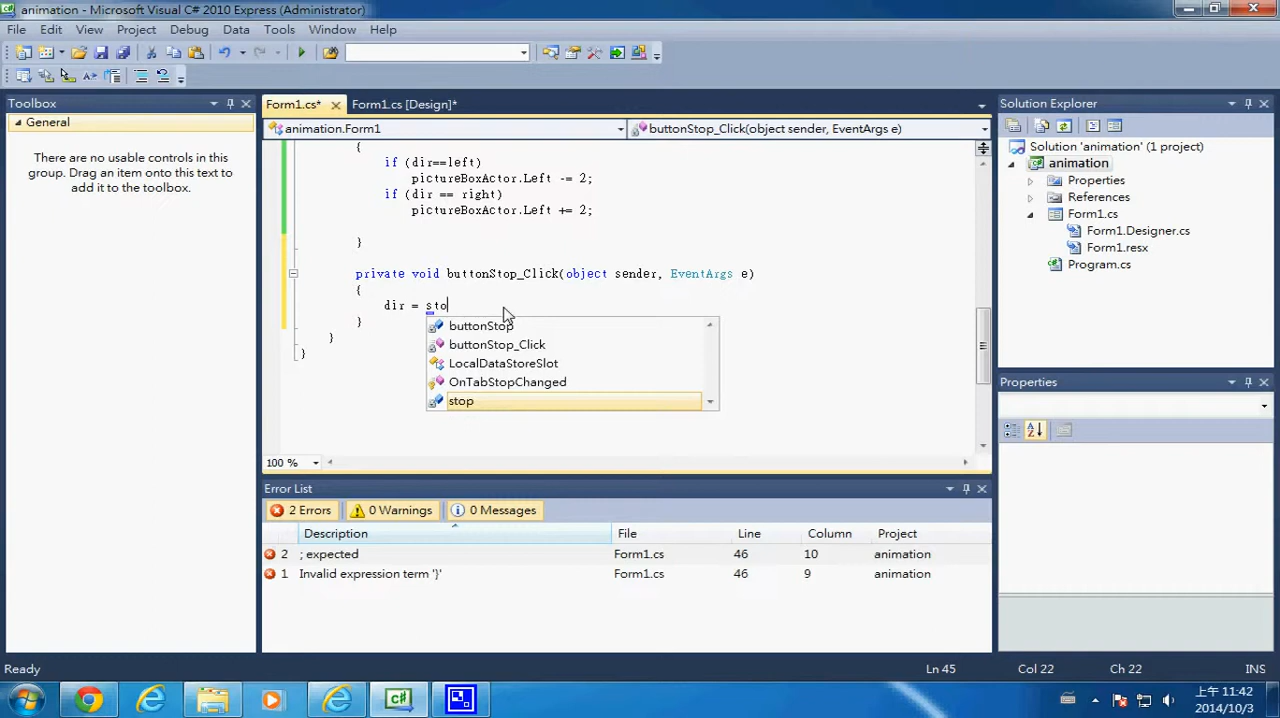 animation - Microsoft Visual C# 2010 Express (Administrator)
File Edit View Project Debug Data Tools Window Help
Toolbox
General
There are no usable controls in this
group. Drag an item onto this text to
add it to the toolbox.
Form1.cs*
Form1.cs [Design]*
animation.Form1
buttonStop_Click(object sender, EventArgs e)
{
if (dir==left)
pictureBoxActor.Left -= 2;
if (dir == right)
pictureBoxActor.Left += 2;
}
private void buttonStop_Click(object sender, EventArgs e)
{
dir = sto
}
}
}
buttonStop
buttonStop_Click
LocalDataStoreSlot
OnTabStopChanged
stop
100 %
Error List
2 Errors
0 Warnings
0 Messages
Description File Line Column Project
2 ; expected Form1.cs 46 10 animation
1 Invalid expression term '}' Form1.cs 46 9 animation
Solution Explorer
Solution 'animation' (1 project)
animation
Properties
References
Form1.cs
Form1.Designer.cs
Form1.resx
Program.cs
Properties
Ready
Ln 45
Col 22
Ch 22
INS
上午 11:42
2014/10/3